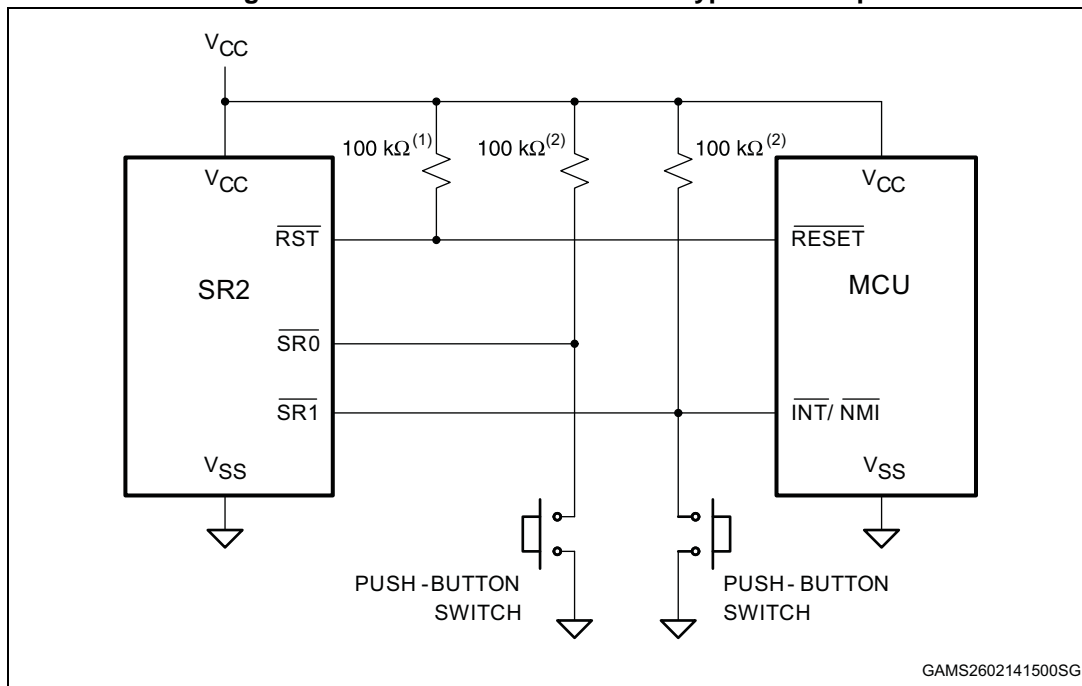 V_CC
100 kΩ(1) 100 kΩ(2) 100 kΩ(2)
V_CC V_CC
RST RESET
SR2 MCU
SR0
SR1 INT/ NMI
V_SS V_SS
PUSH-BUTTON SWITCH
PUSH-BUTTON SWITCH
GAMS2602141500SG